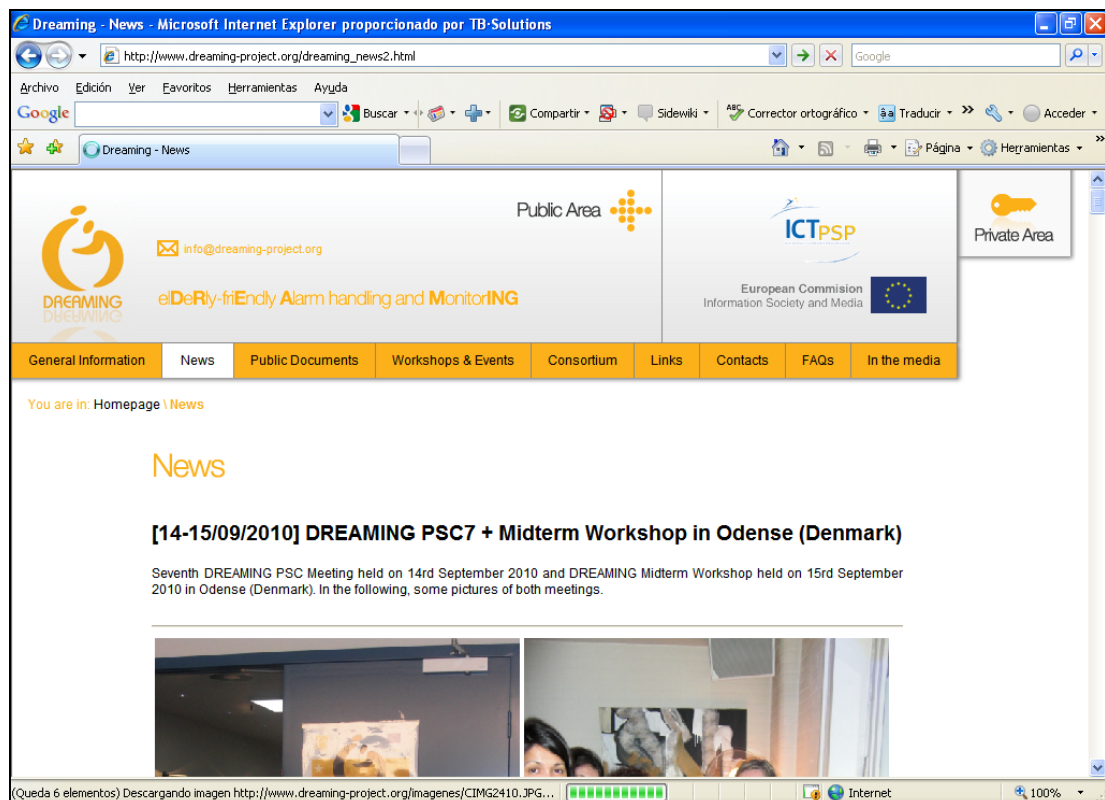 Dreaming - News - Microsoft Internet Explorer proporcionado por TB·Solutions
http://www.dreaming-project.org/dreaming_news2.html
Google
Archivo Edición Ver Favoritos Herramientas Ayuda
Google Buscar Compartir Sidewiki ABC Corrector ortográfico Traducir Acceder
Dreaming - News Página Herramientas
Public Area
ICT PSP
Private Area
info@dreaming-project.org
DREAMING
elDeRly-friEndly Alarm handling and MonitorING
European Commision
Information Society and Media
General Information News Public Documents Workshops & Events Consortium Links Contacts FAQs In the media
You are in: Homepage \ News
News
[14-15/09/2010] DREAMING PSC7 + Midterm Workshop in Odense (Denmark)
Seventh DREAMING PSC Meeting held on 14rd September 2010 and DREAMING Midterm Workshop held on 15rd September
2010 in Odense (Denmark). In the following, some pictures of both meetings.
(Queda 6 elementos) Descargando imagen http://www.dreaming-project.org/imagenes/CIMG2410.JPG... Internet 100%